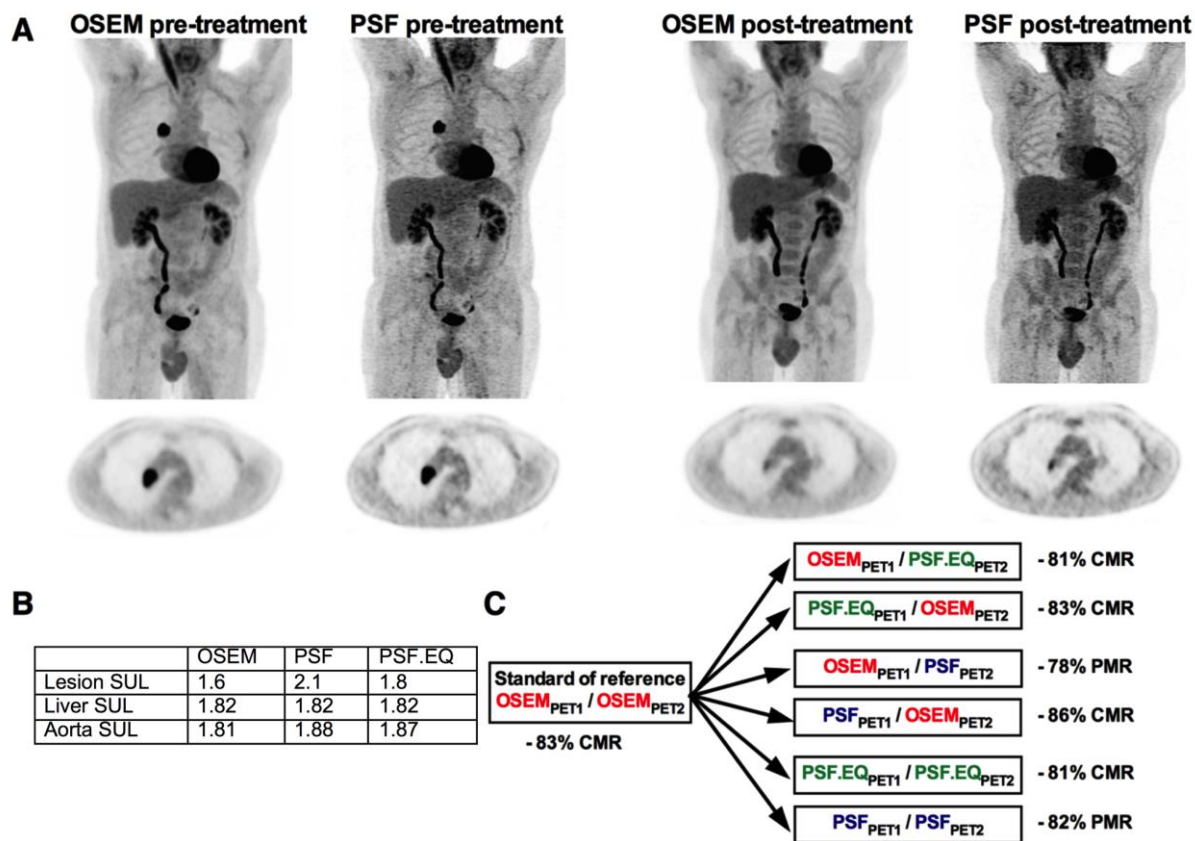 A
OSEM pre-treatment
PSF pre-treatment
OSEM post-treatment
PSF post-treatment
B
OSEM PSF PSF.EQ
Lesion SUL 1.6 2.1 1.8
Liver SUL 1.82 1.82 1.82
Aorta SUL 1.81 1.88 1.87
C
Standard of reference
OSEMPET1 / OSEMPET2
- 83% CMR
OSEMPET1 / PSF.EQPET2 - 81% CMR
PSF.EQPET1 / OSEMPET2 - 83% CMR
OSEMPET1 / PSFPET2 - 78% PMR
PSFPET1 / OSEMPET2 - 86% CMR
PSF.EQPET1 / PSF.EQPET2 - 81% CMR
PSFPET1 / PSFPET2 - 82% PMR